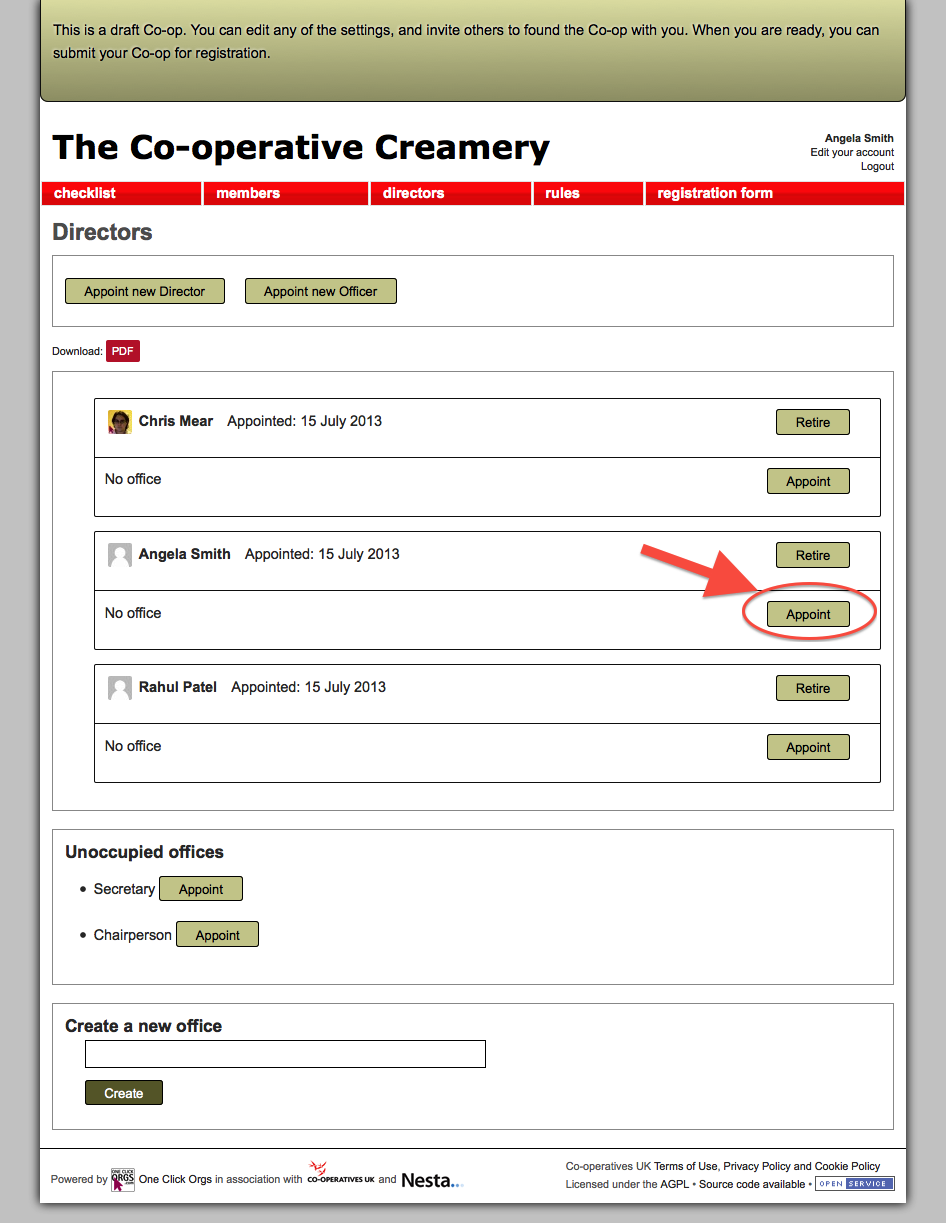 This is a draft Co-op. You can edit any of the settings, and invite others to found the Co-op with you. When you are ready, you can
submit your Co-op for registration.
The Co-operative Creamery
Angela Smith
Edit your account
Logout
checklist members directors rules registration form
Directors
Appoint new Director Appoint new Officer
Download: PDF
Chris Mear Appointed: 15 July 2013 Retire
No office Appoint
Angela Smith Appointed: 15 July 2013 Retire
No office Appoint
Rahul Patel Appointed: 15 July 2013 Retire
No office Appoint
Unoccupied offices
• Secretary Appoint
• Chairperson Appoint
Create a new office
Create
Powered by ONE CLICK ORGS .com One Click Orgs in association with CO-OPERATIVES UK and Nesta...
Co-operatives UK Terms of Use, Privacy Policy and Cookie Policy
Licensed under the AGPL • Source code available • OPEN SERVICE